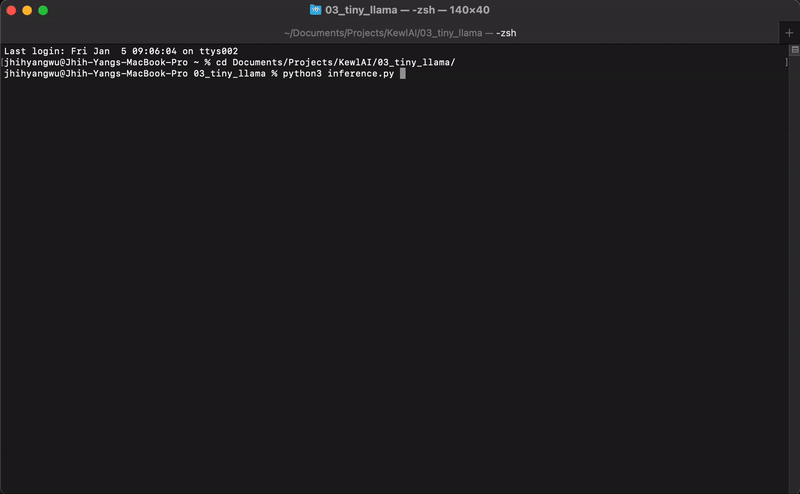 03_tiny_llama — -zsh — 140×40
~/Documents/Projects/KewlAI/03_tiny_llama — -zsh
+
Last login: Fri Jan  5 09:06:04 on ttys002
[jhihyangwu@Jhih-Yangs-MacBook-Pro ~ % cd Documents/Projects/KewlAI/03_tiny_llama/ ]
jhihyangwu@Jhih-Yangs-MacBook-Pro 03_tiny_llama % python3 inference.py